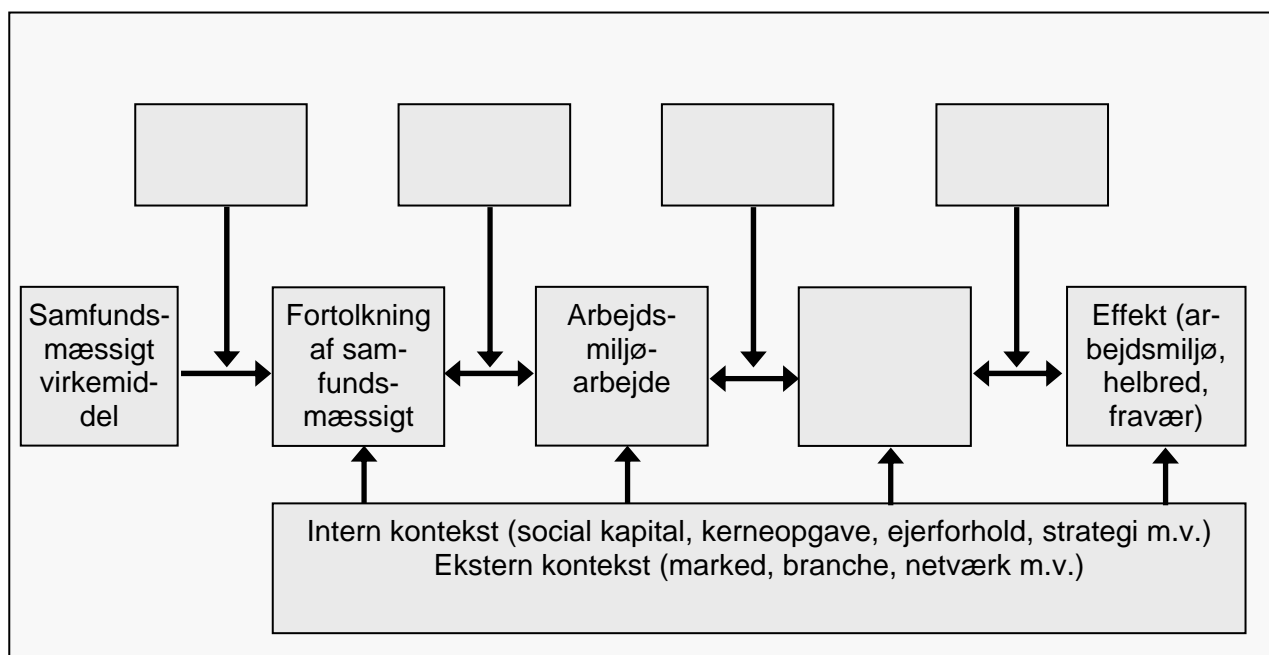 Samfunds-
mæssigt
virkemid-
del
Fortolkning
af sam-
funds-
mæssigt
Arbejds-
miljø-
arbejde
Effekt (ar-
bejdsmiljø,
helbred,
fravær)
Intern kontekst (social kapital, kerneopgave, ejerforhold, strategi m.v.)
Ekstern kontekst (marked, branche, netværk m.v.)